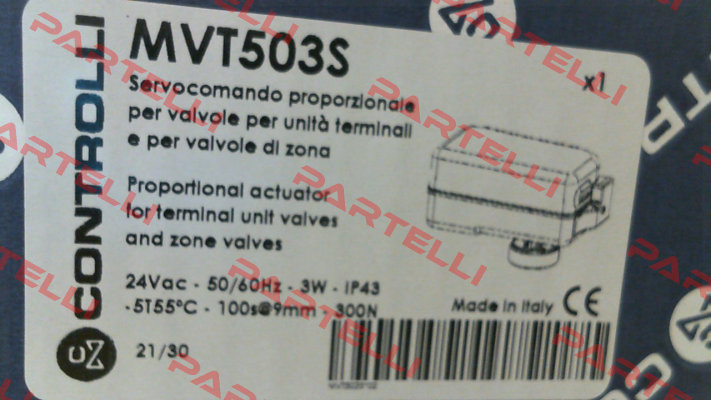 CONTROLLI
MVT503S
x1
Servocomando proporzionale
per valvole per unità terminali
e per valvole di zona
Proportional actuator
for terminal unit valves
and zone valves
24Vac - 50/60Hz - 3W - IP43
-5T55°C - 100s@9mm - 300N
Made in Italy CE
21/30
PARTELLI
PARTELLI
PARTELLI
PARTELLI
PARTELLI
PARTELLI